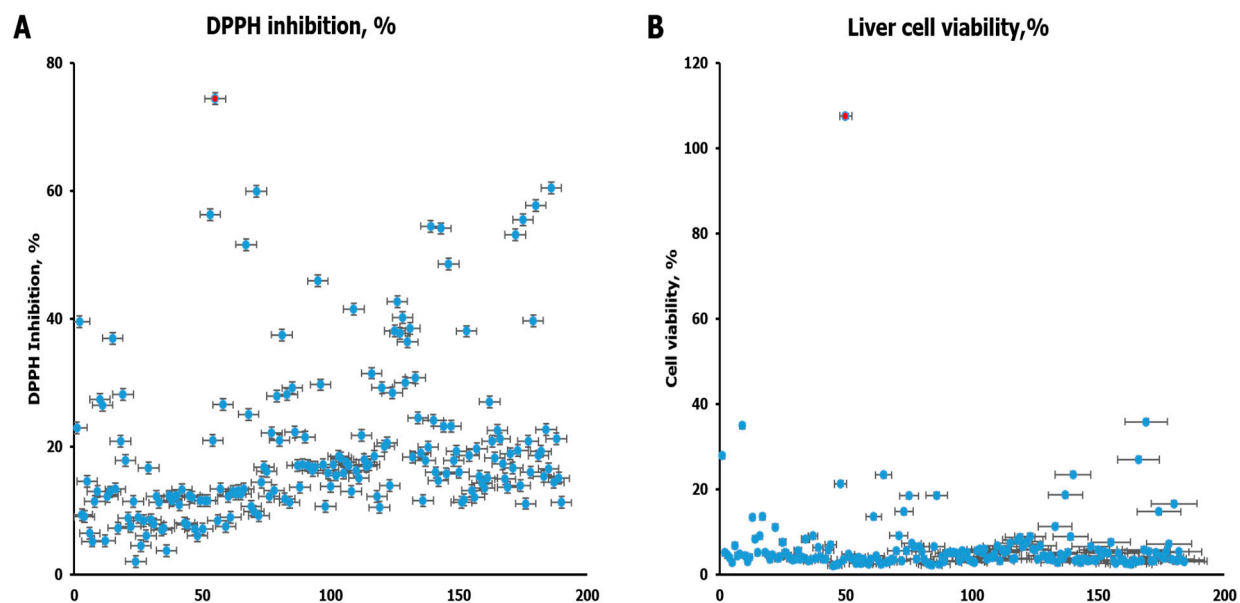 A
DPPH inhibition, %
80
60
40
20
0
DPPH Inhibition, %
0 50 100 150 200
B
Liver cell viability,%
120
100
80
60
40
20
0
Cell viability, %
0 50 100 150 200